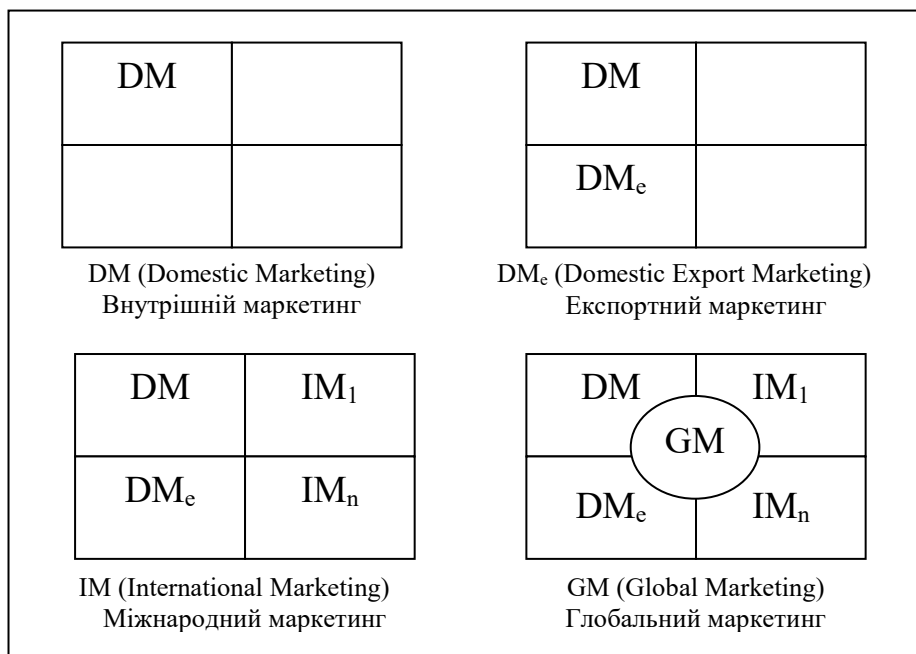 DM
DM
DMₑ
DM (Domestic Marketing)
Внутрішній маркетинг
DMₑ (Domestic Export Marketing)
Експортний маркетинг
DM IM₁
DMₑ IMₙ
IM (International Marketing)
Міжнародний маркетинг
DM IM₁
GM
DMₑ IMₙ
GM (Global Marketing)
Глобальний маркетинг